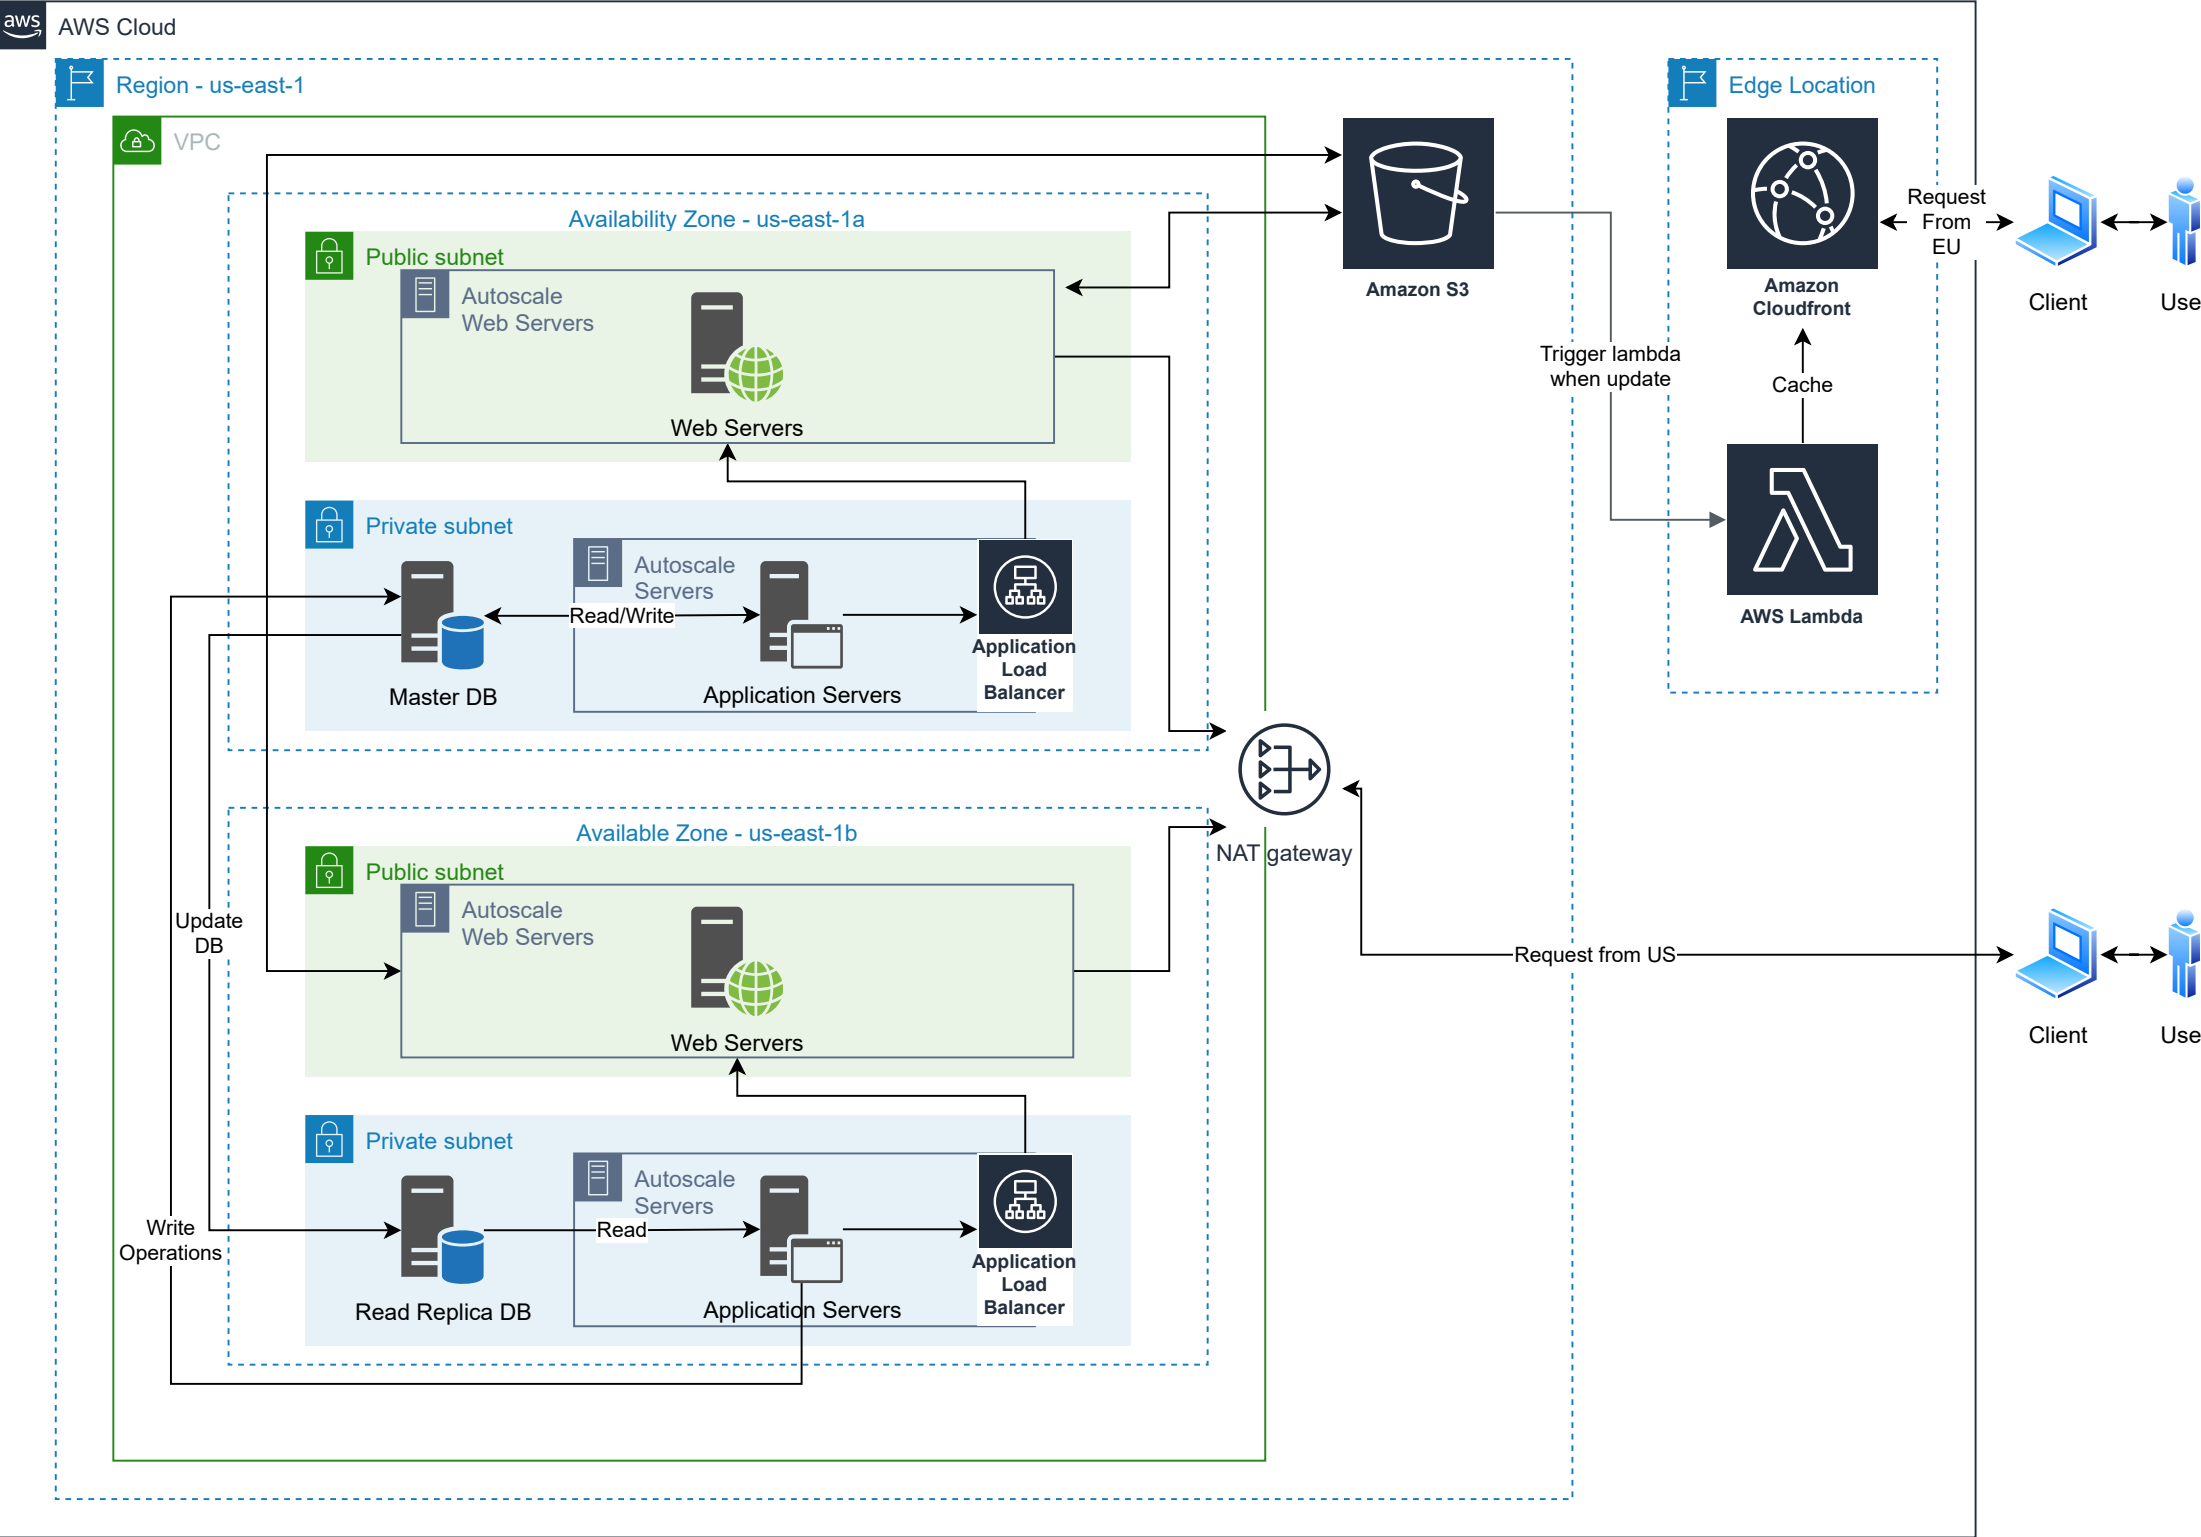 aws
AWS Cloud
Region - us-east-1
Edge Location
VPC
Availability Zone - us-east-1a
Public subnet
Autoscale
Web Servers
Web Servers
Amazon S3
Amazon
Cloudfront
Request
From
EU
Client
Use
Trigger lambda
when update
Cache
AWS Lambda
Private subnet
Autoscale
Servers
Read/Write
Master DB
Application Servers
Application
Load
Balancer
NAT gateway
Available Zone - us-east-1b
Public subnet
Autoscale
Web Servers
Web Servers
Update
DB
Request from US
Client
Use
Private subnet
Autoscale
Servers
Read
Write
Operations
Read Replica DB
Application Servers
Application
Load
Balancer